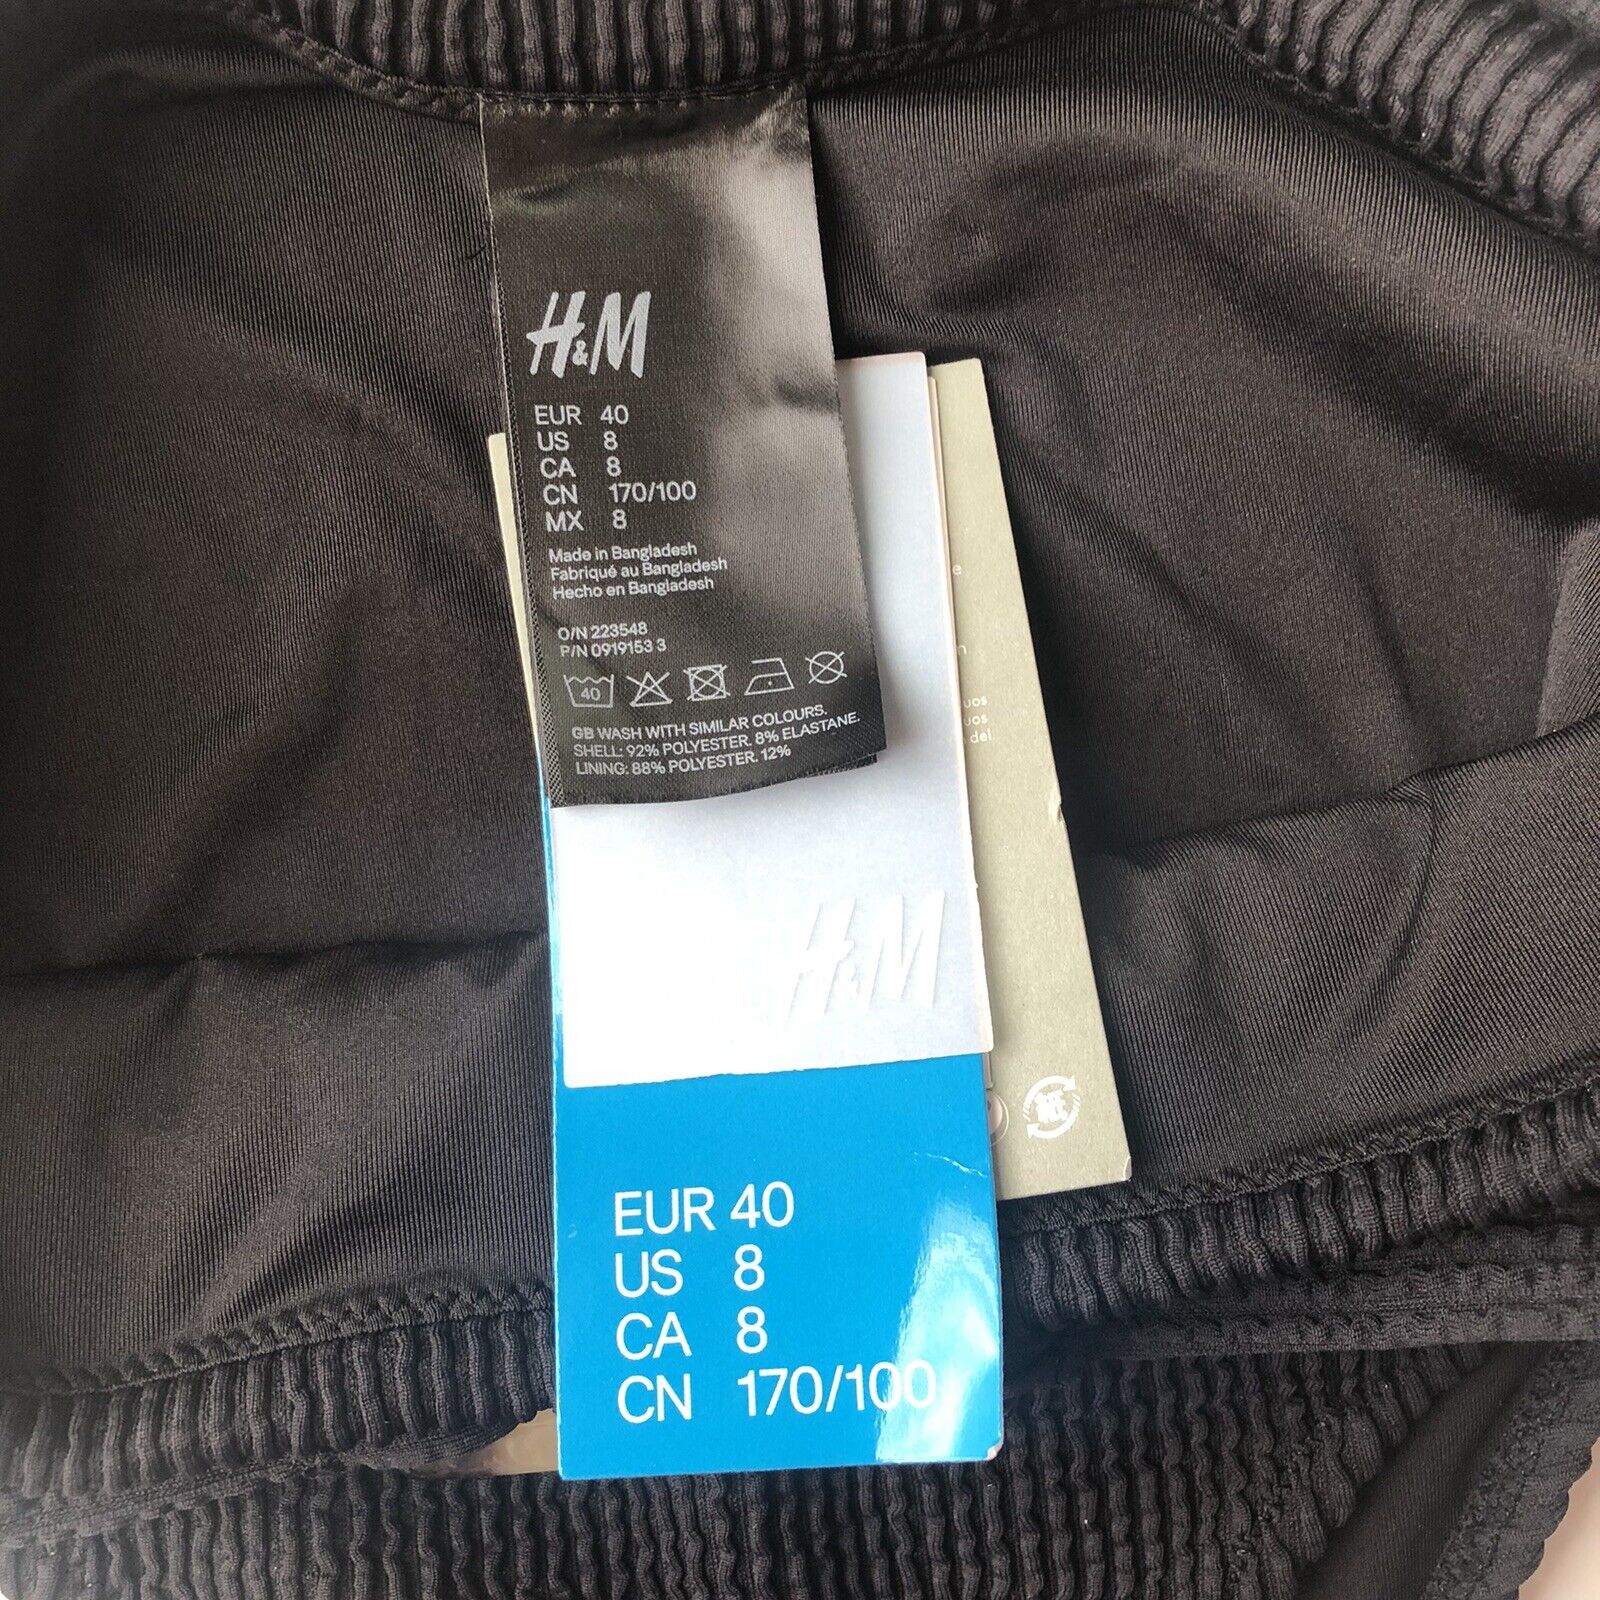 H&M
EUR 40
US 8
CA 8
CN 170/100
MX 8
Made in Bangladesh
Fabriqué au Bangladesh
Hecho en Bangladesh
O/N 223548
P/N 0919153 3
40
GB WASH WITH SIMILAR COLOURS.
SHELL: 92% POLYESTER. 8% ELASTANE.
LINING: 88% POLYESTER. 12%
del
H&M
EUR 40
US 8
CA 8
CN 170/100